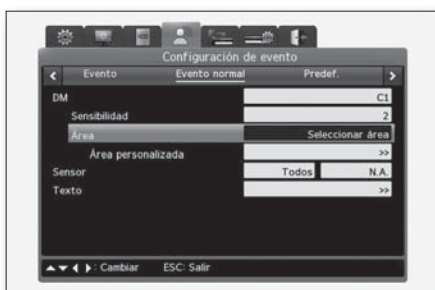 Configuración de evento
Evento Evento normal Predef.
DM C1
Sensibilidad 2
Área Seleccionar área
Área personalizada >>
Sensor Todos N.A.
Texto >>
: Cambiar ESC: Salir